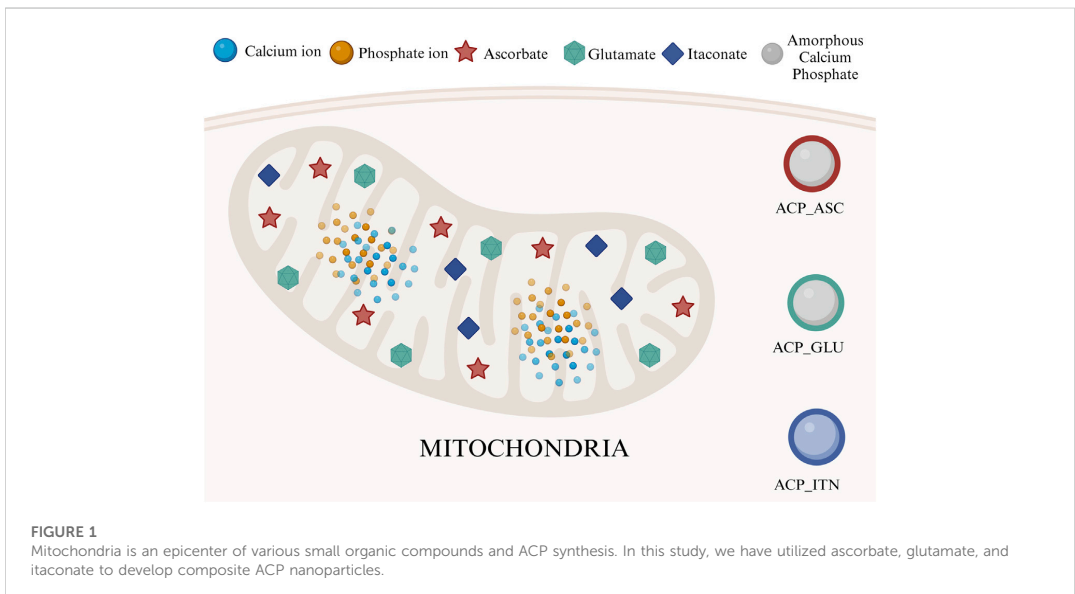 Calcium ion
Phosphate ion
Ascorbate
Glutamate
Itaconate
Amorphous
Calcium
Phosphate
ACP_ASC
ACP_GLU
ACP_ITN
MITOCHONDRIA
FIGURE 1
Mitochondria is an epicenter of various small organic compounds and ACP synthesis. In this study, we have utilized ascorbate, glutamate, and
itaconate to develop composite ACP nanoparticles.